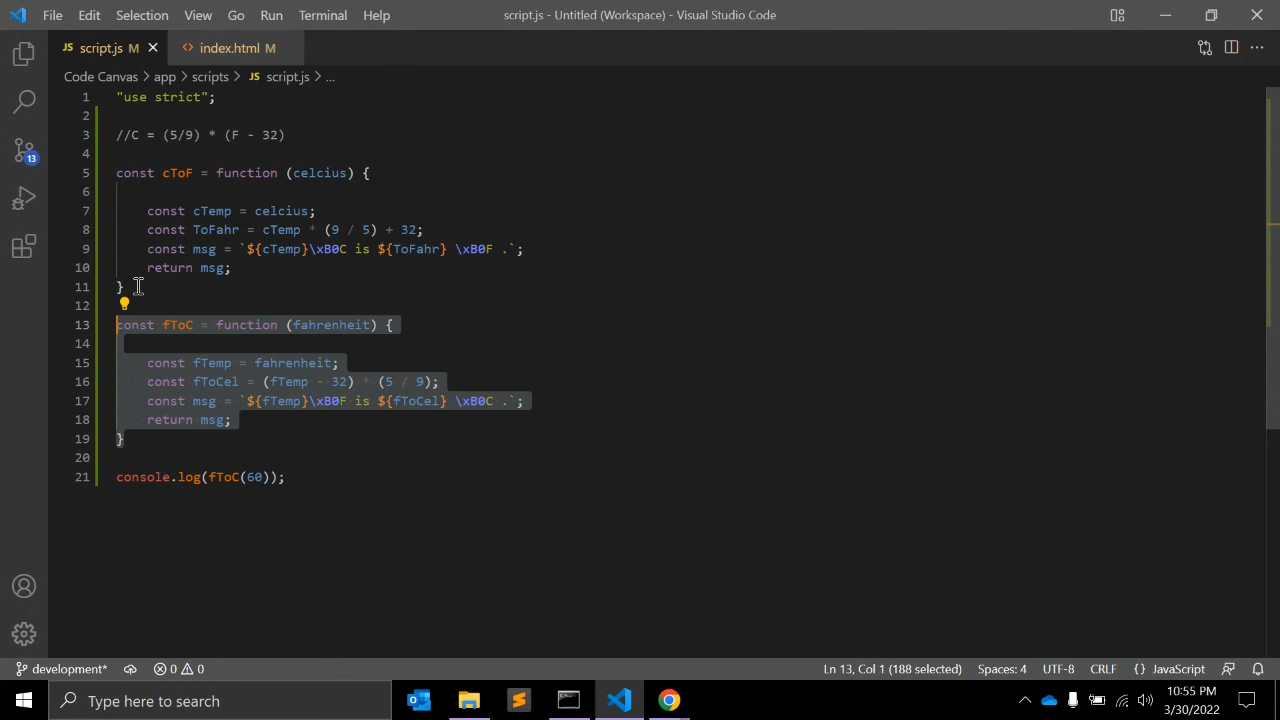 File Edit Selection View Go Run Terminal Help script.js - Untitled (Workspace) - Visual Studio Code
script.js M index.html M
Code Canvas > app > scripts > script.js > ...
1 "use strict";
2
3 //C = (5/9) * (F - 32)
4
5 const cToF = function (celcius) {
6
7 const cTemp = celcius;
8 const ToFahr = cTemp * (9 / 5) + 32;
9 const msg = `${cTemp}\xB0C is ${ToFahr} \xB0F .`;
10 return msg;
11 }
12
13 const fToC = function (fahrenheit) {
14
15 const fTemp = fahrenheit;
16 const fToCel = (fTemp - 32) * (5 / 9);
17 const msg = `${fTemp}\xB0F is ${fToCel} \xB0C .`;
18 return msg;
19 }
20
21 console.log(fToC(60));
13
development* 0 0 Ln 13, Col 1 (188 selected) Spaces: 4 UTF-8 CRLF {} JavaScript
Type here to search
10:55 PM
3/30/2022